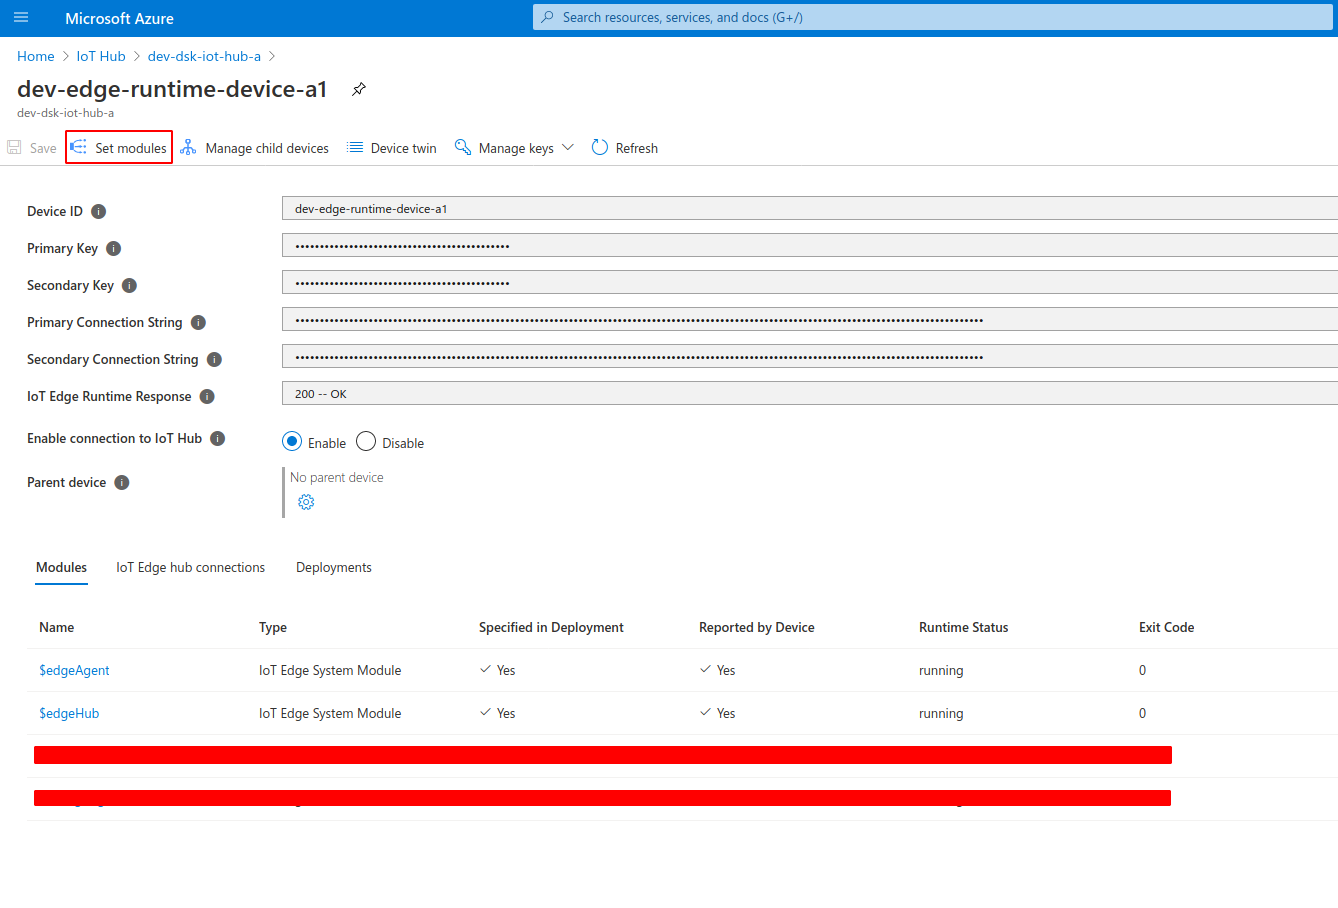 Microsoft Azure
Search resources, services, and docs (G+/)
Home > IoT Hub > dev-dsk-iot-hub-a >
dev-edge-runtime-device-a1
dev-dsk-iot-hub-a
Save Set modules Manage child devices Device twin Manage keys Refresh
Device ID dev-edge-runtime-device-a1
Primary Key
Secondary Key
Primary Connection String
Secondary Connection String
IoT Edge Runtime Response 200 -- OK
Enable connection to IoT Hub Enable Disable
Parent device No parent device
Modules IoT Edge hub connections Deployments
Name Type Specified in Deployment Reported by Device Runtime Status Exit Code
$edgeAgent IoT Edge System Module Yes Yes running 0
$edgeHub IoT Edge System Module Yes Yes running 0